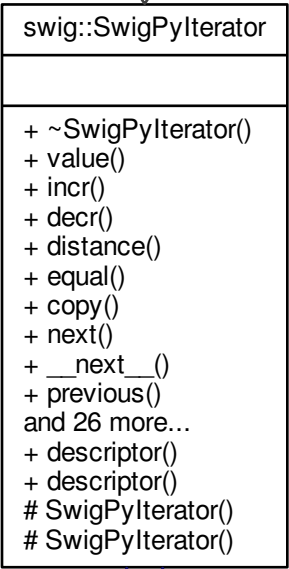 swig::SwigPyIterator
+ ~SwigPyIterator()
+ value()
+ incr()
+ decr()
+ distance()
+ equal()
+ copy()
+ next()
+ __next__()
+ previous()
and 26 more...
+ descriptor()
+ descriptor()
# SwigPyIterator()
# SwigPyIterator()